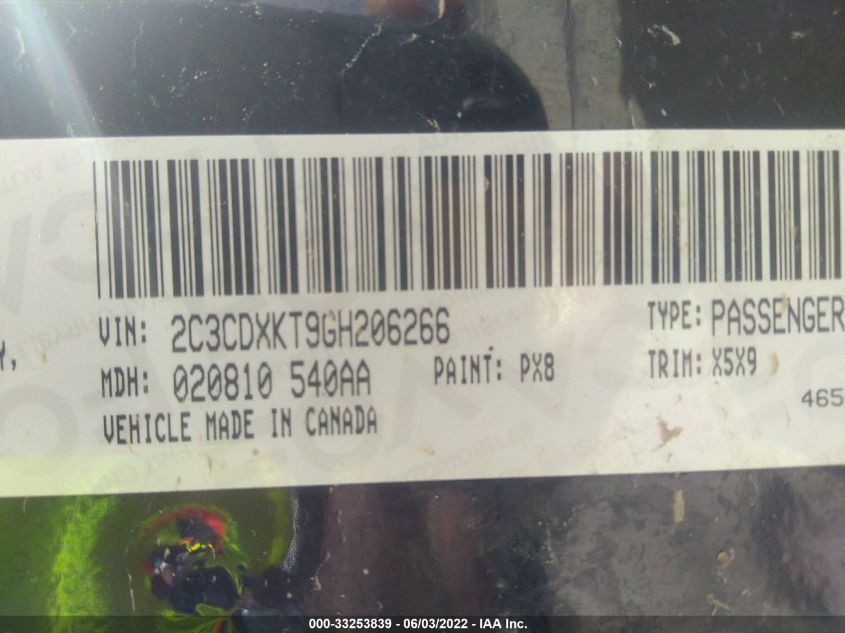 Y,
VIN: 2C3CDXKT9GH206266 TYPE: PASSENGER
MDH: 020810 540AA PAINT: PX8 TRIM: X5X9
VEHICLE MADE IN CANADA 465
000-33253839 - 06/03/2022 - IAA Inc.